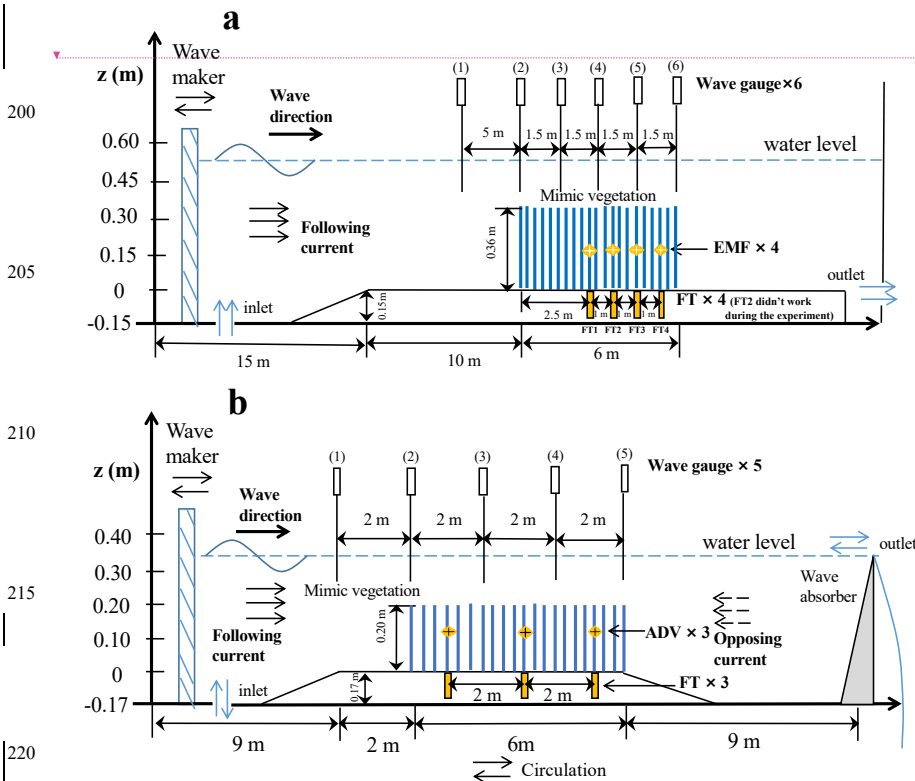 a
Wave
maker
z (m)
(1)
(2)
(3)
(4)
(5)
(6)
Wave gauge×6
200
Wave
direction
5 m
1.5 m
1.5 m
1.5 m
1.5 m
0.60
water level
0.45
Mimic vegetation
0.30
Following
current
0.36 m
EMF × 4
0.15
205
outlet
0
FT × 4 (FT2 didn't work
during the experiment)
inlet
0.15m
2.5 m
1 m
1 m
1 m
-0.15
FT1
FT2
FT3
FT4
15 m
10 m
6 m
b
210
Wave
maker
z (m)
(1)
(2)
(3)
(4)
(5)
Wave gauge × 5
Wave
direction
2 m
2 m
2 m
2 m
0.40
water level
outlet
0.30
Mimic vegetation
Wave
absorber
215
0.20
0.20 m
0.10
Following
current
ADV × 3
Opposing
current
0
inlet
0.17m
2 m
2 m
FT × 3
-0.17
9 m
2 m
6m
9 m
220
Circulation